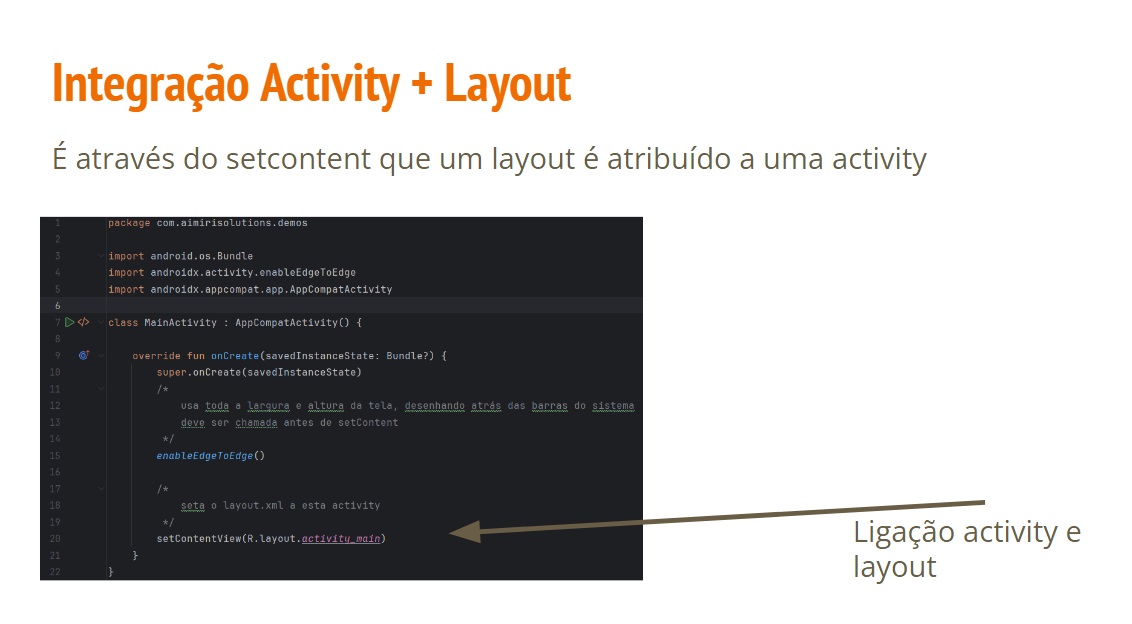 Integração Activity + Layout
É através do setcontent que um layout é atribuído a uma activity
1 package com.aimirisolutions.demos
2
3 import android.os.Bundle
4 import androidx.activity.enableEdgeToEdge
5 import androidx.appcompat.app.AppCompatActivity
6
7 class MainActivity : AppCompatActivity() {
8
9 override fun onCreate(savedInstanceState: Bundle?) {
10 super.onCreate(savedInstanceState)
11 /*
12 usa toda a largura e altura da tela, desenhando atrás das barras do sistema
13 deve ser chamada antes de setContent
14 */
15 enableEdgeToEdge()
16
17 /*
18 seta o layout.xml a esta activity
19 */
20 setContentView(R.layout.activity_main)
21 }
22 }
Ligação activity e
layout